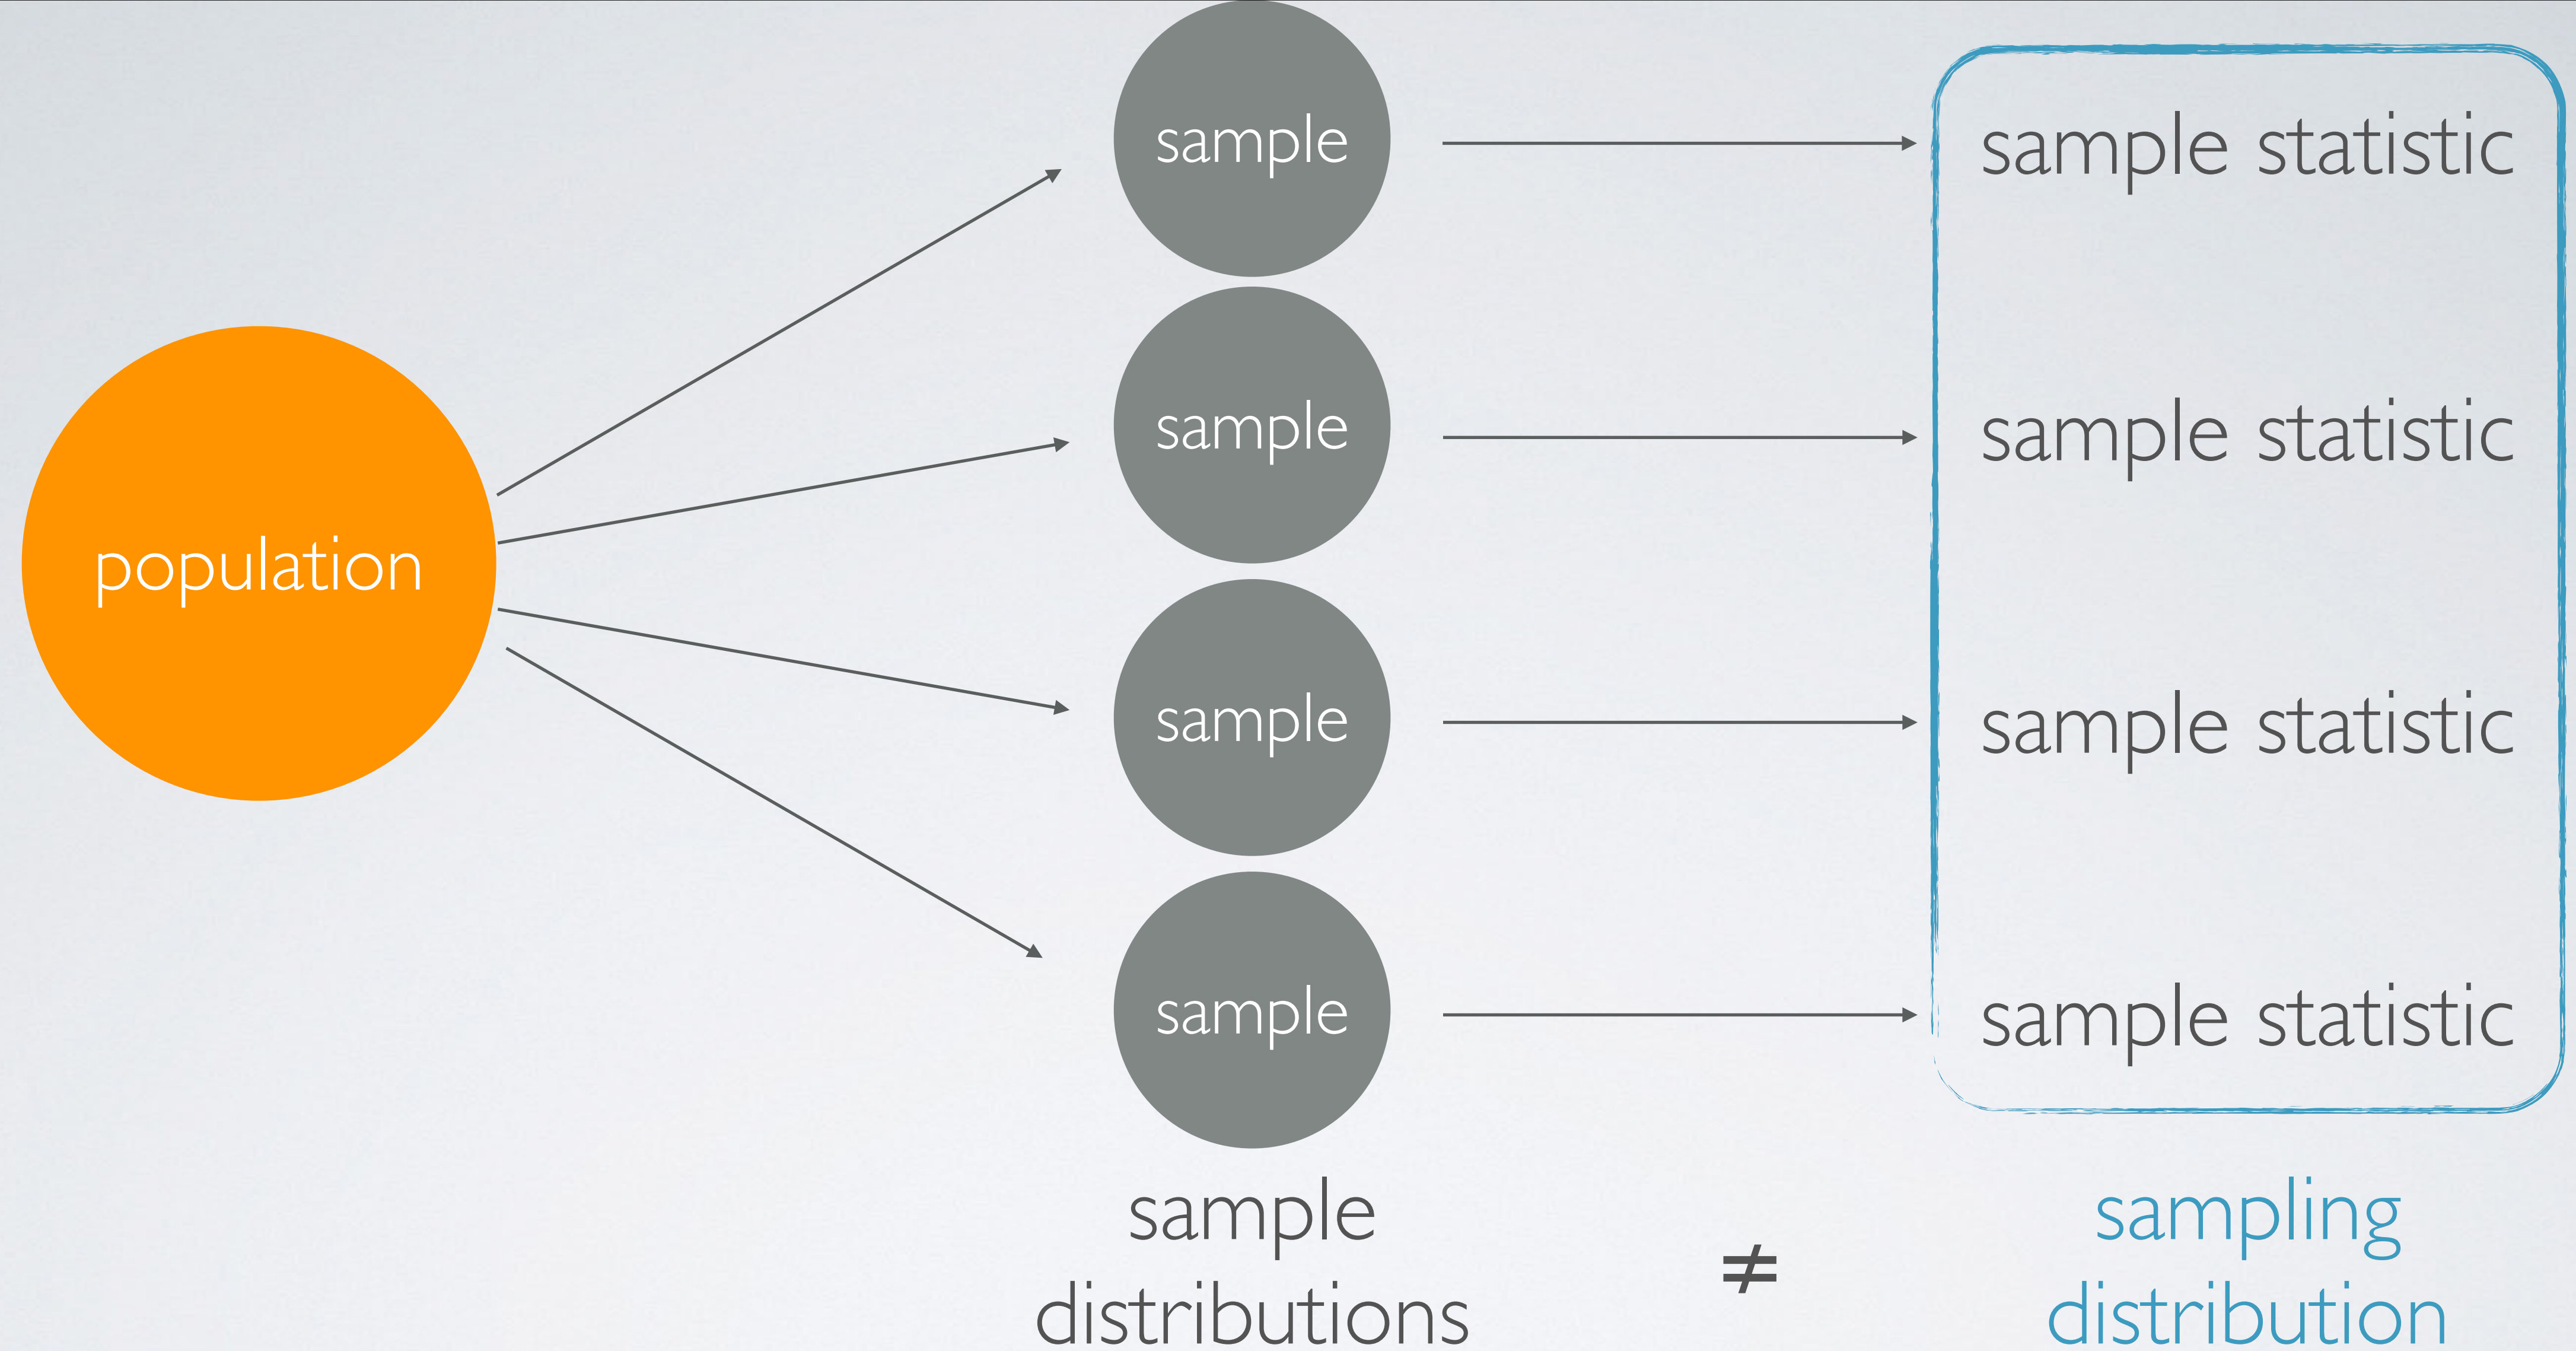 sample
sample statistic
sample
sample statistic
population
sample
sample statistic
sample
sample statistic
sample
distributions
≠
sampling
distribution